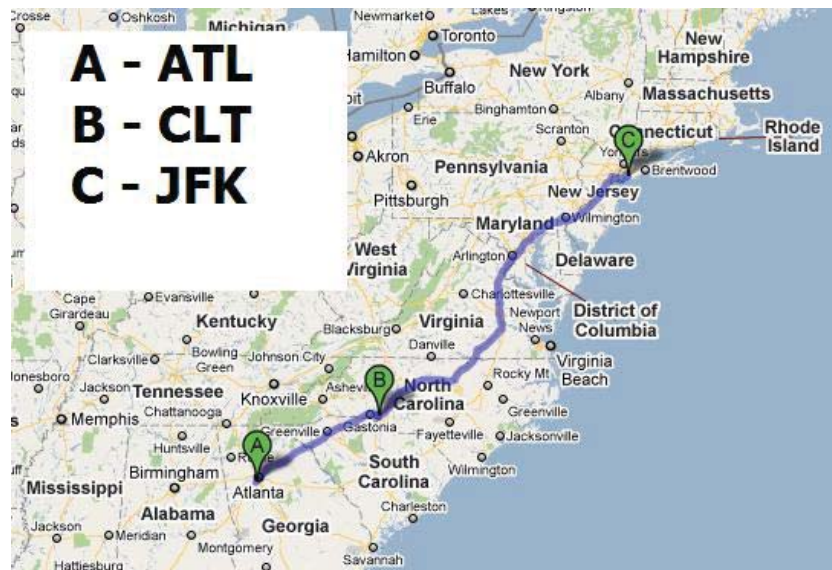 A - ATL
B - CLT
C - JFK
Crosse
Oshkosh
Michigan
Newmarket
Toronto
Hamilton
Buffalo
New York
New
Hampshire
Albany
Massachusetts
Binghamton
Erie
Scranton
C
Rhode
Island
Akron
Pennsylvania
Brentwood
New Jersey
Pittsburgh
Maryland
Wilmington
West
Virginia
Arlington
Delaware
Evansville
Cape
Girardeau
Charlottesville
District of
Columbia
Kentucky
Blacksburg
Virginia
Newport
News
Danville
Virginia
Beach
Clarksville
Bowling
Green
Johnson City
Jonesboro
Jackson
Tennessee
Knoxville
B
North
Carolina
Rocky Mt
Memphis
Chattanooga
Greenville
Gastonia
Greenville
Fayetteville
Jacksonville
Huntsville
A
South
Carolina
Wilmington
Birmingham
Atlanta
Mississippi
Alabama
Georgia
Charleston
Jackson
Meridian
Montgomery
Savannah
Hattiesburg